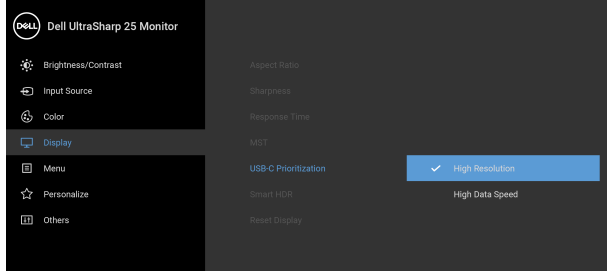 DELL
Dell UltraSharp 25 Monitor
Brightness/Contrast
Input Source
Color
Display
Menu
Personalize
Others
Aspect Ratio
Sharpness
Response Time
MST
USB-C Prioritization
Smart HDR
Reset Display
High Resolution
High Data Speed